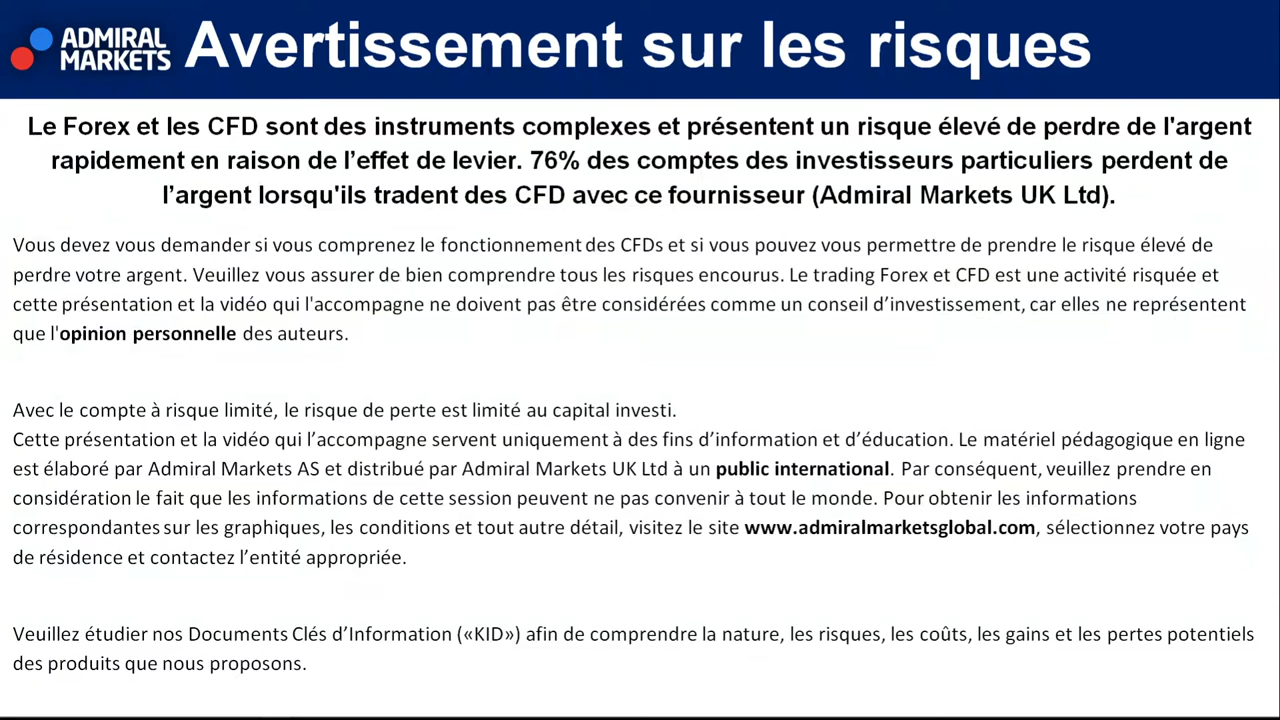 ADMIRAL
MARKETS
Avertissement sur les risques
Le Forex et les CFD sont des instruments complexes et présentent un risque élevé de perdre de l'argent
rapidement en raison de l’effet de levier. 76% des comptes des investisseurs particuliers perdent de
l’argent lorsqu'ils tradent des CFD avec ce fournisseur (Admiral Markets UK Ltd).
Vous devez vous demander si vous comprenez le fonctionnement des CFDs et si vous pouvez vous permettre de prendre le risque élevé de
perdre votre argent. Veuillez vous assurer de bien comprendre tous les risques encourus. Le trading Forex et CFD est une activité risquée et
cette présentation et la vidéo qui l'accompagne ne doivent pas être considérées comme un conseil d’investissement, car elles ne représentent
que l'opinion personnelle des auteurs.
Avec le compte à risque limité, le risque de perte est limité au capital investi.
Cette présentation et la vidéo qui l’accompagne servent uniquement à des fins d’information et d’éducation. Le matériel pédagogique en ligne
est élaboré par Admiral Markets AS et distribué par Admiral Markets UK Ltd à un public international. Par conséquent, veuillez prendre en
considération le fait que les informations de cette session peuvent ne pas convenir à tout le monde. Pour obtenir les informations
correspondantes sur les graphiques, les conditions et tout autre détail, visitez le site www.admiralmarketsglobal.com, sélectionnez votre pays
de résidence et contactez l’entité appropriée.
Veuillez étudier nos Documents Clés d’Information («KID») afin de comprendre la nature, les risques, les coûts, les gains et les pertes potentiels
des produits que nous proposons.